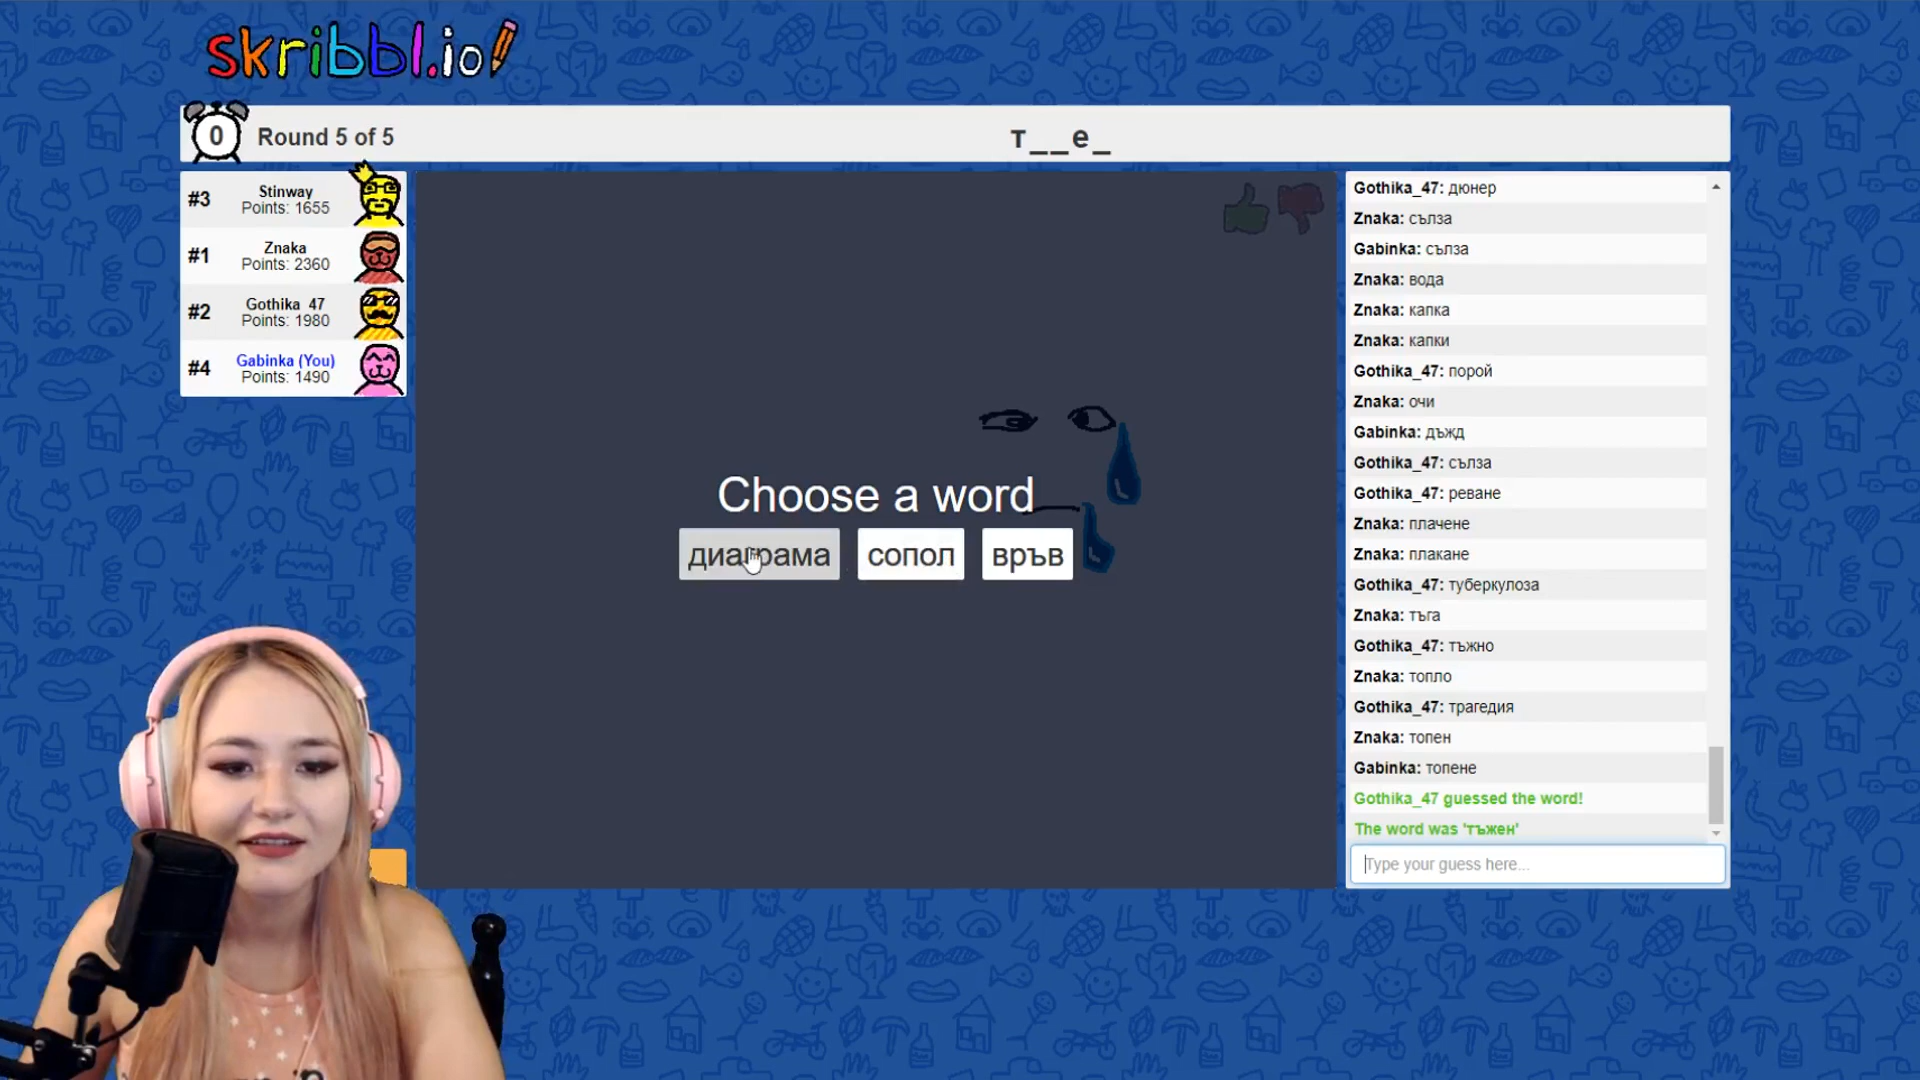 skribbl.io
0
Round 5 of 5
т__е_
#3
Stinway
Points: 1655
#1
Znaka
Points: 2360
#2
Gothika_47
Points: 1980
#4
Gabinka (You)
Points: 1490
Choose a word
диаграма
сопол
връв
Gothika_47: дюнер
Znaka: сълза
Gabinka: сълза
Znaka: вода
Znaka: капка
Znaka: капки
Gothika_47: порой
Znaka: очи
Gabinka: дъжд
Gothika_47: сълза
Gothika_47: реване
Znaka: плачене
Znaka: плакане
Gothika_47: туберкулоза
Znaka: тъга
Gothika_47: тъжно
Znaka: топло
Gothika_47: трагедия
Znaka: топен
Gabinka: топене
Gothika_47 guessed the word!
The word was 'тъжен'
Type your guess here...